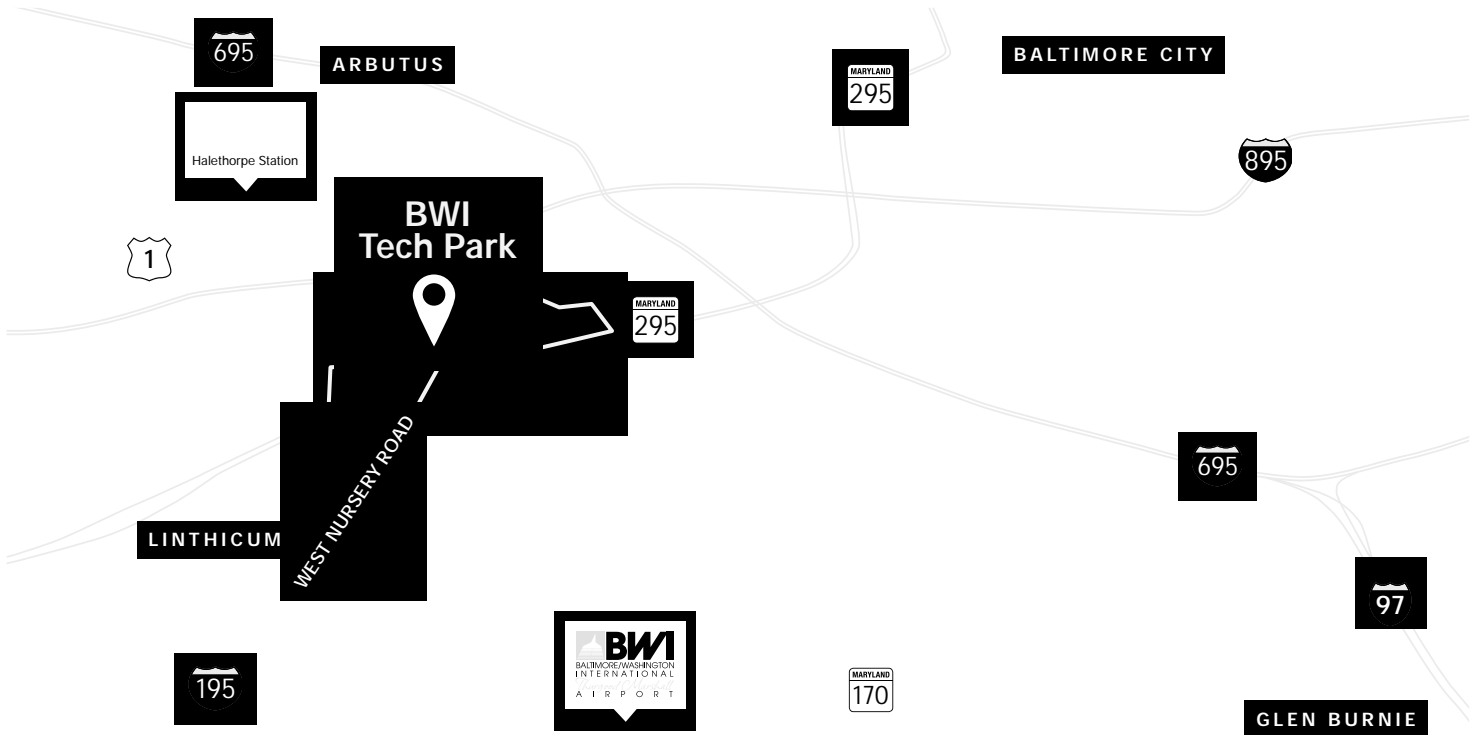 695
ARBUTUS
MARYLAND
295
BALTIMORE CITY
Halethorpe Station
895
BWI
Tech Park
1
MARYLAND
295
WEST NURSERY ROAD
695
LINTHICUM
97
195
BWI
BALTIMORE/WASHINGTON
INTERNATIONAL
AIRPORT
MARYLAND
170
GLEN BURNIE